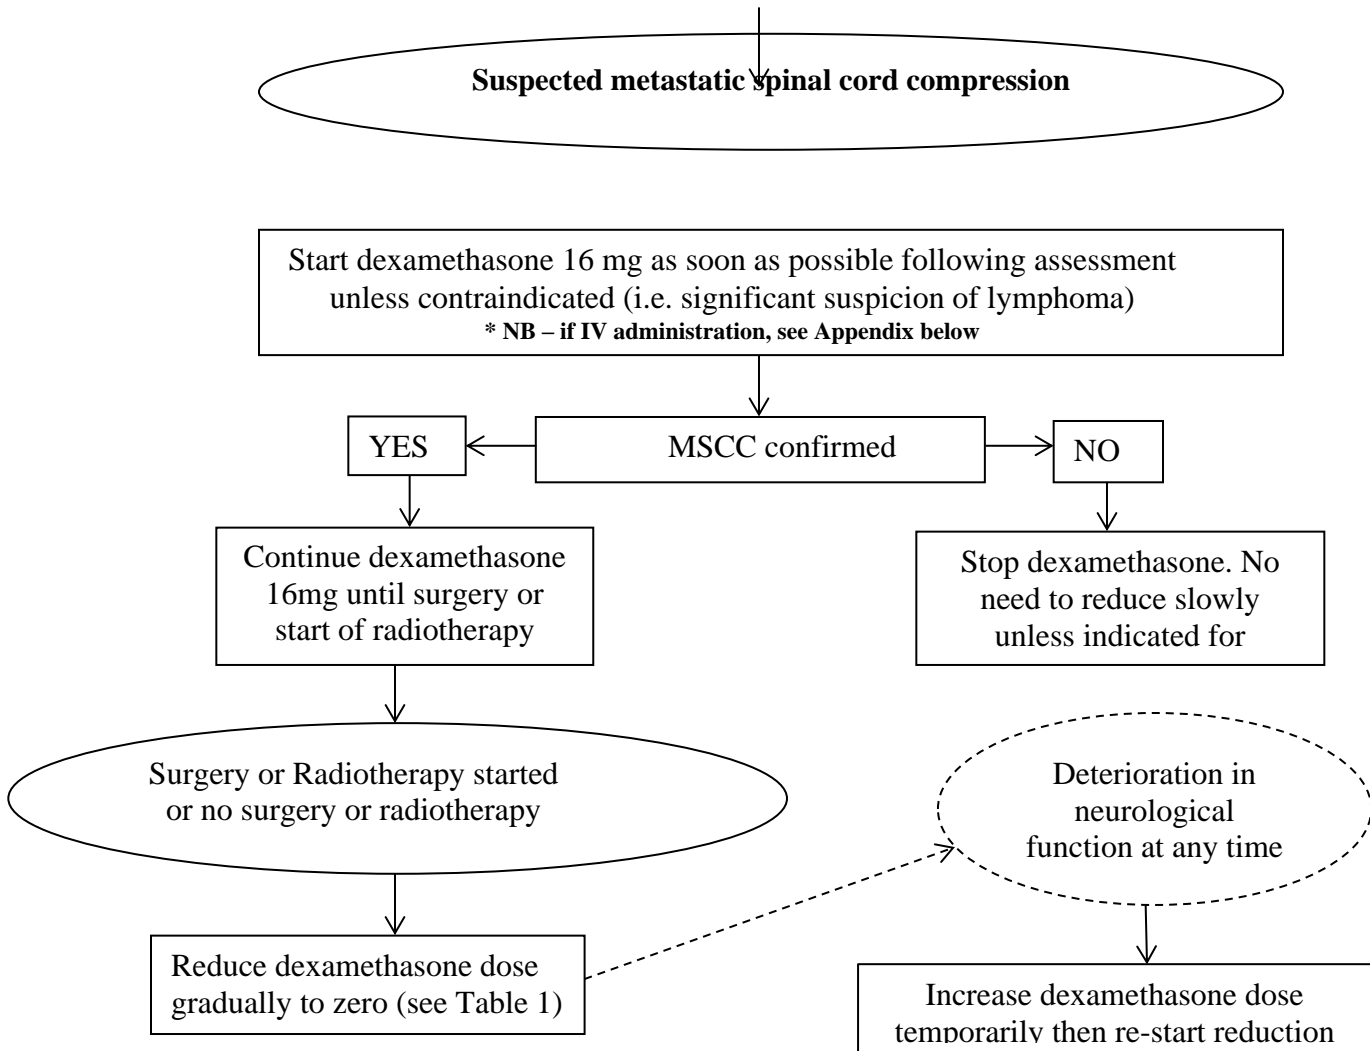 Suspected metastatic spinal cord compression
Start dexamethasone 16 mg as soon as possible following assessment
unless contraindicated (i.e. significant suspicion of lymphoma)
* NB – if IV administration, see Appendix below
YES
MSCC confirmed
NO
Continue dexamethasone
16mg until surgery or
start of radiotherapy
Stop dexamethasone. No
need to reduce slowly
unless indicated for
Surgery or Radiotherapy started
or no surgery or radiotherapy
Deterioration in
neurological
function at any time
Reduce dexamethasone dose
gradually to zero (see Table 1)
Increase dexamethasone dose
temporarily then re-start reduction